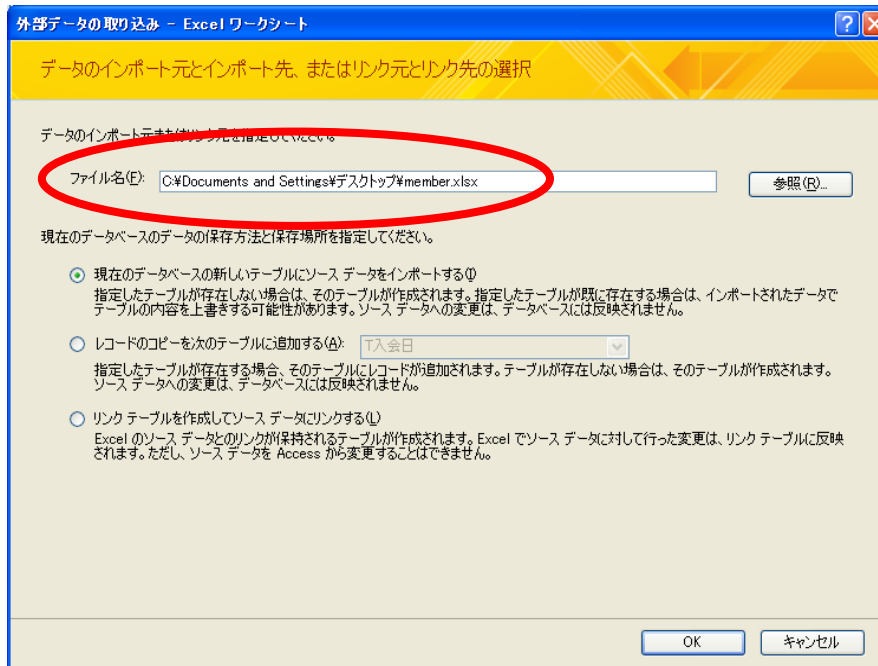 外部データの取り込み - Excel ワークシート
データのインポート元とインポート先、またはリンク元とリンク先の選択
データのインポート元またはリンク元を指定してください。
ファイル名(F): C:¥Documents and Settings¥デスクトップ¥member.xlsx 参照(R)...
現在のデータベースのデータの保存方法と保存場所を指定してください。
現在のデータベースの新しいテーブルにソース データをインポートする(I)
指定したテーブルが存在しない場合は、そのテーブルが作成されます。指定したテーブルが既に存在する場合は、インポートされたデータで
テーブルの内容を上書きする可能性があります。ソース データへの変更は、データベースには反映されません。
レコードのコピーを次のテーブルに追加する(A): T入会日
指定したテーブルが存在する場合、そのテーブルにレコードが追加されます。テーブルが存在しない場合は、そのテーブルが作成されます。
ソース データへの変更は、データベースには反映されません。
リンク テーブルを作成してソース データにリンクする(L)
Excel のソース データとのリンクが保持されるテーブルが作成されます。Excel でソース データに対して行った変更は、リンク テーブルに反映
されます。ただし、ソース データを Access から変更することはできません。
OK キャンセル